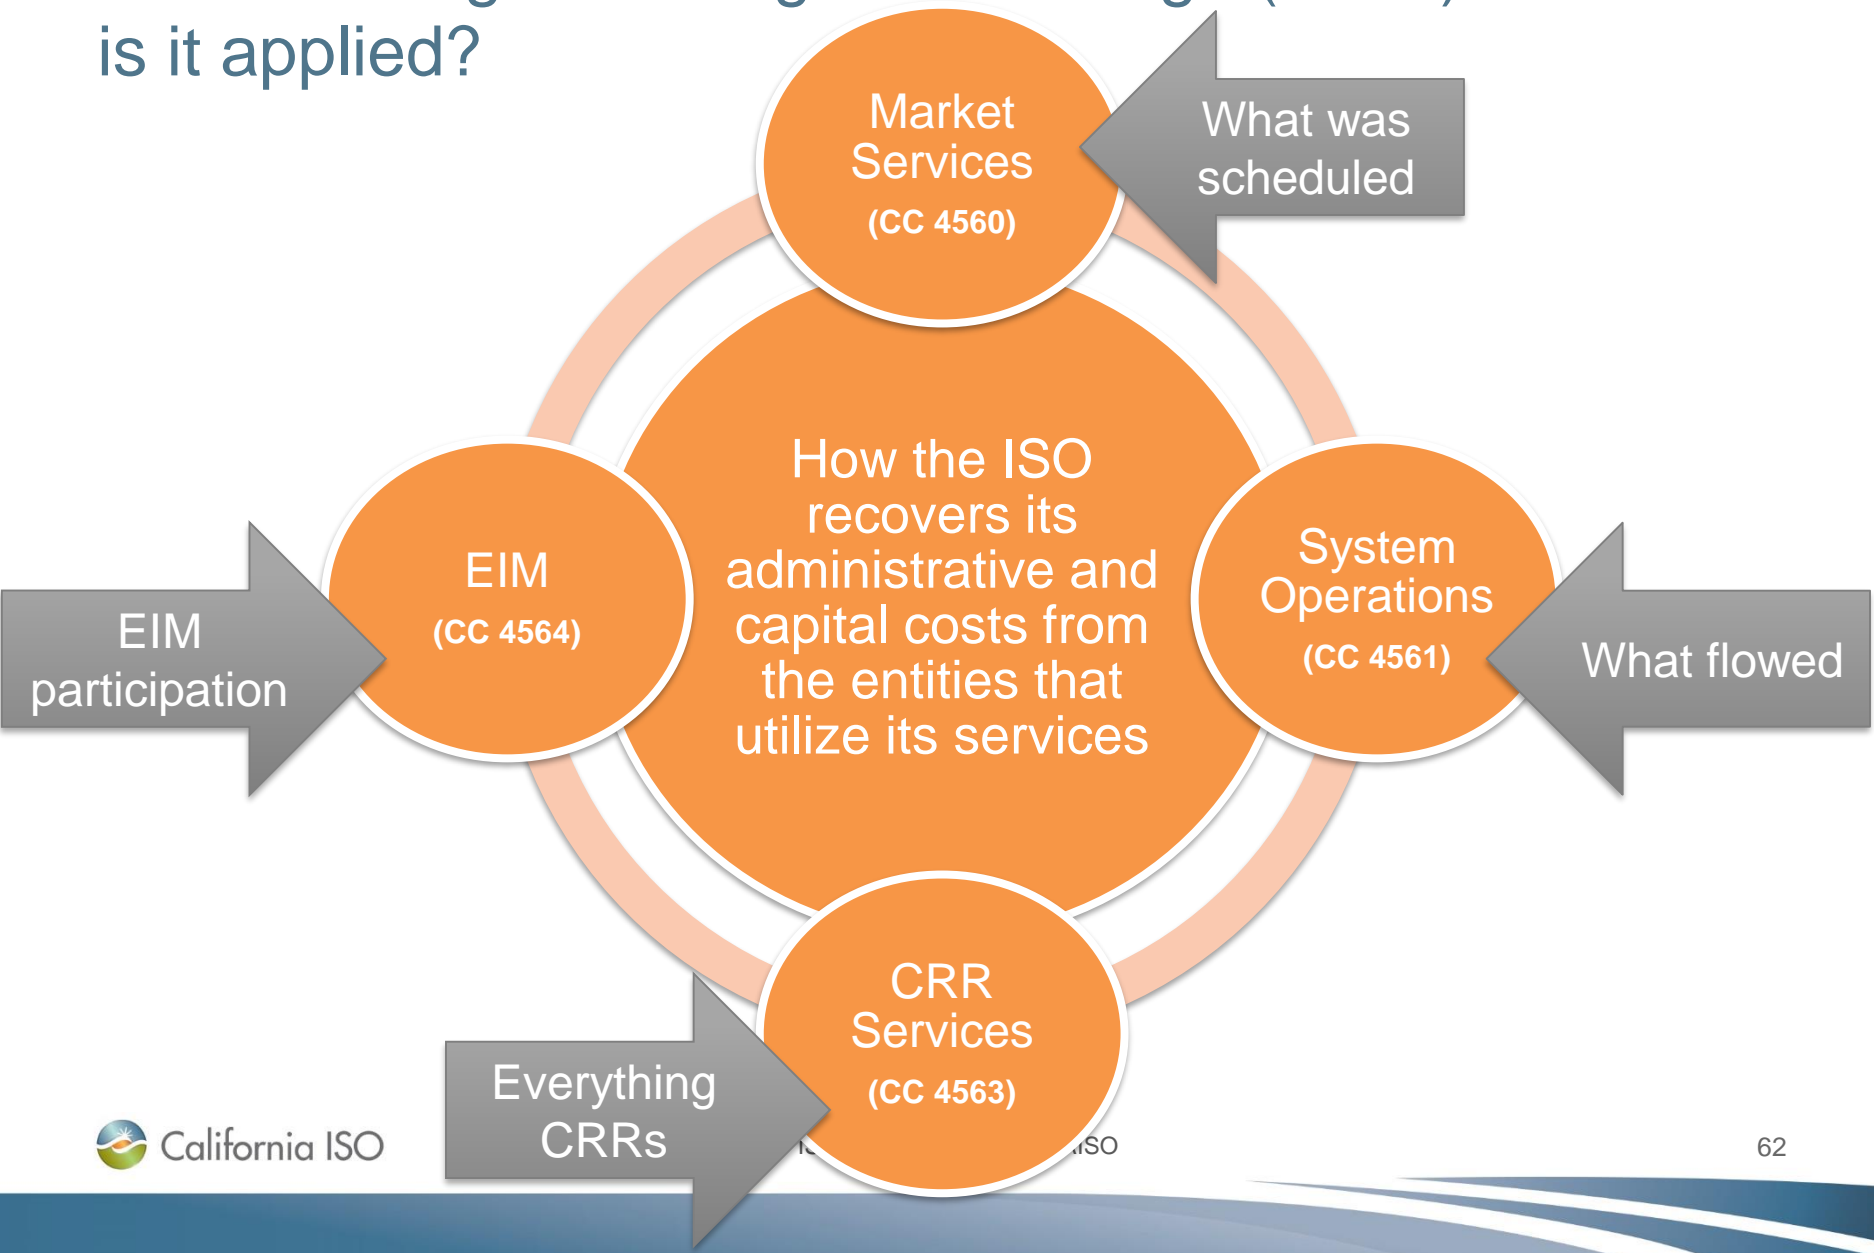 is it applied?
Market
Services
(CC 4560)
What was
scheduled
How the ISO
recovers its
administrative and
capital costs from
the entities that
utilize its services
EIM
(CC 4564)
EIM
participation
System
Operations
(CC 4561)
What flowed
CRR
Services
(CC 4563)
Everything
CRRs
California ISO
62